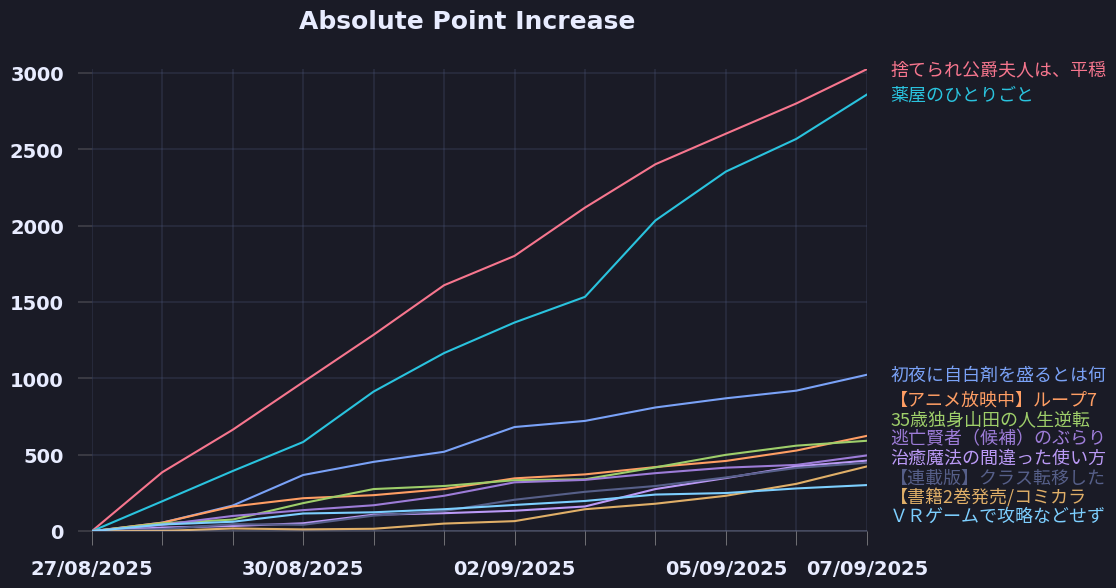 Absolute Point Increase
3000
2500
2000
1500
1000
500
0
27/08/2025
30/08/2025
02/09/2025
05/09/2025
07/09/2025
捨てられ公爵夫人は、平穏
薬屋のひとりごと
初夜に自白剤を盛るとは何
【アニメ放映中】ループ7
35歳独身山田の人生逆転
逃亡賢者（候補）のぶらり
治癒魔法の間違った使い方
【連載版】クラス転移した
【書籍2巻発売/コミカラ
ＶＲゲームで攻略などせず